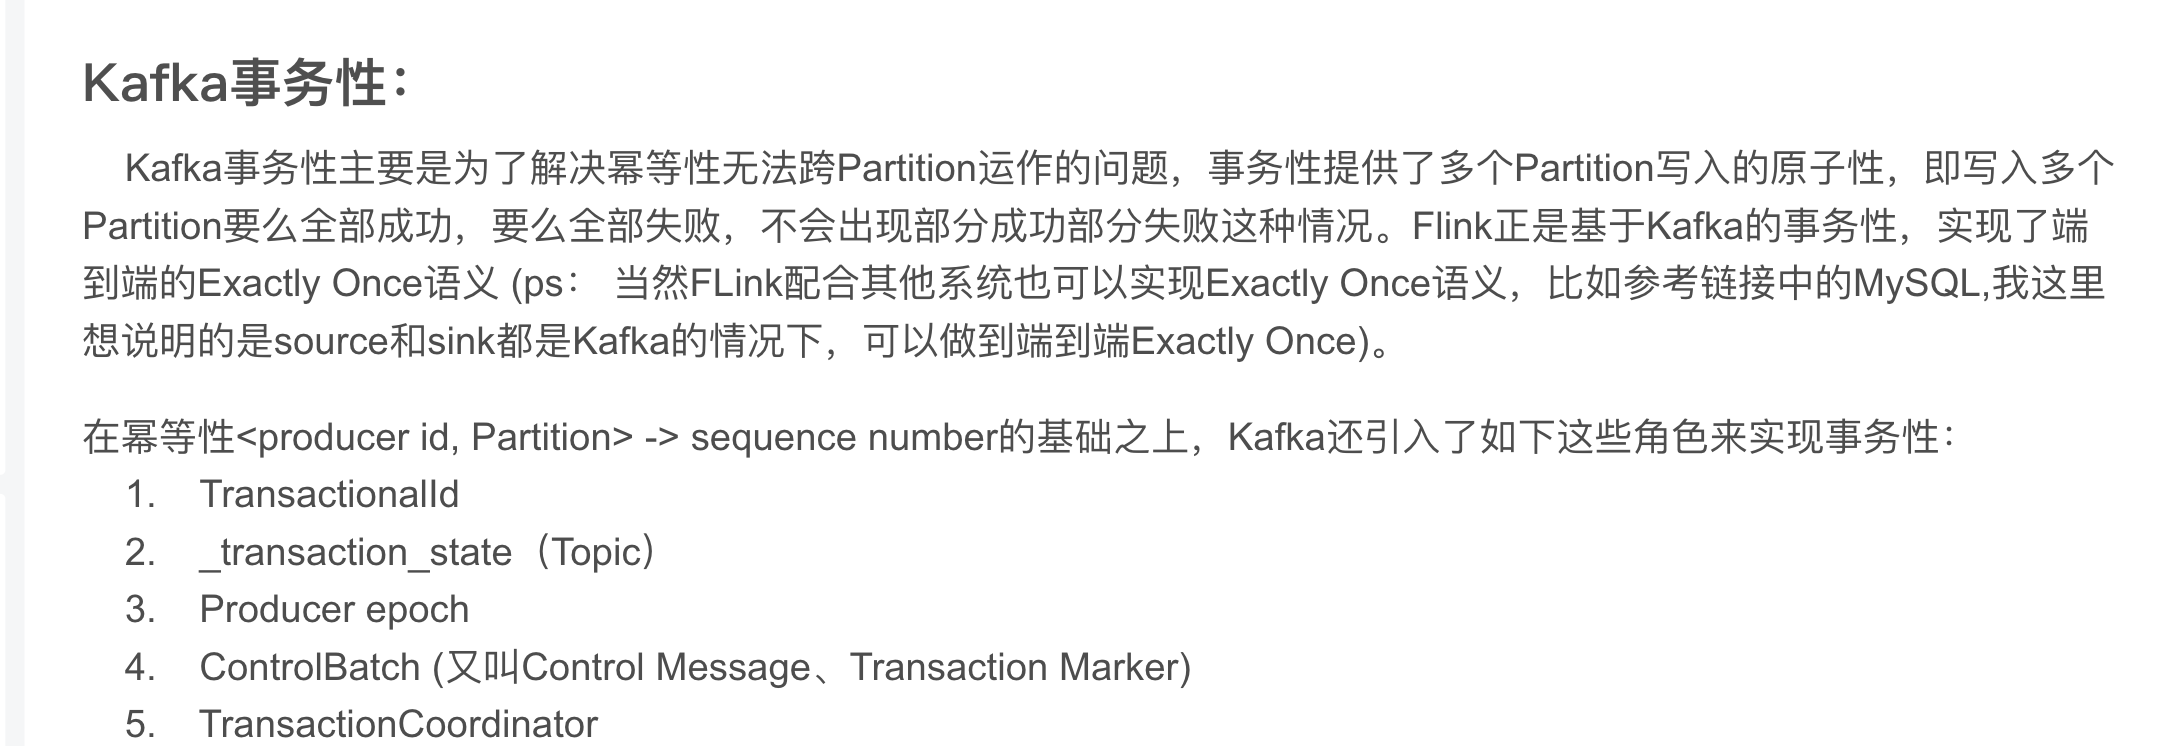 Kafka事务性：
Kafka事务性主要是为了解决幂等性无法跨Partition运作的问题，事务性提供了多个Partition写入的原子性，即写入多个
Partition要么全部成功，要么全部失败，不会出现部分成功部分失败这种情况。Flink正是基于Kafka的事务性，实现了端
到端的Exactly Once语义 (ps： 当然FLink配合其他系统也可以实现Exactly Once语义，比如参考链接中的MySQL,我这里
想说明的是source和sink都是Kafka的情况下，可以做到端到端Exactly Once)。
在幂等性<producer id, Partition> -> sequence number的基础之上，Kafka还引入了如下这些角色来实现事务性：
1. TransactionalId
2. _transaction_state（Topic）
3. Producer epoch
4. ControlBatch (又叫Control Message、Transaction Marker)
5. TransactionCoordinator